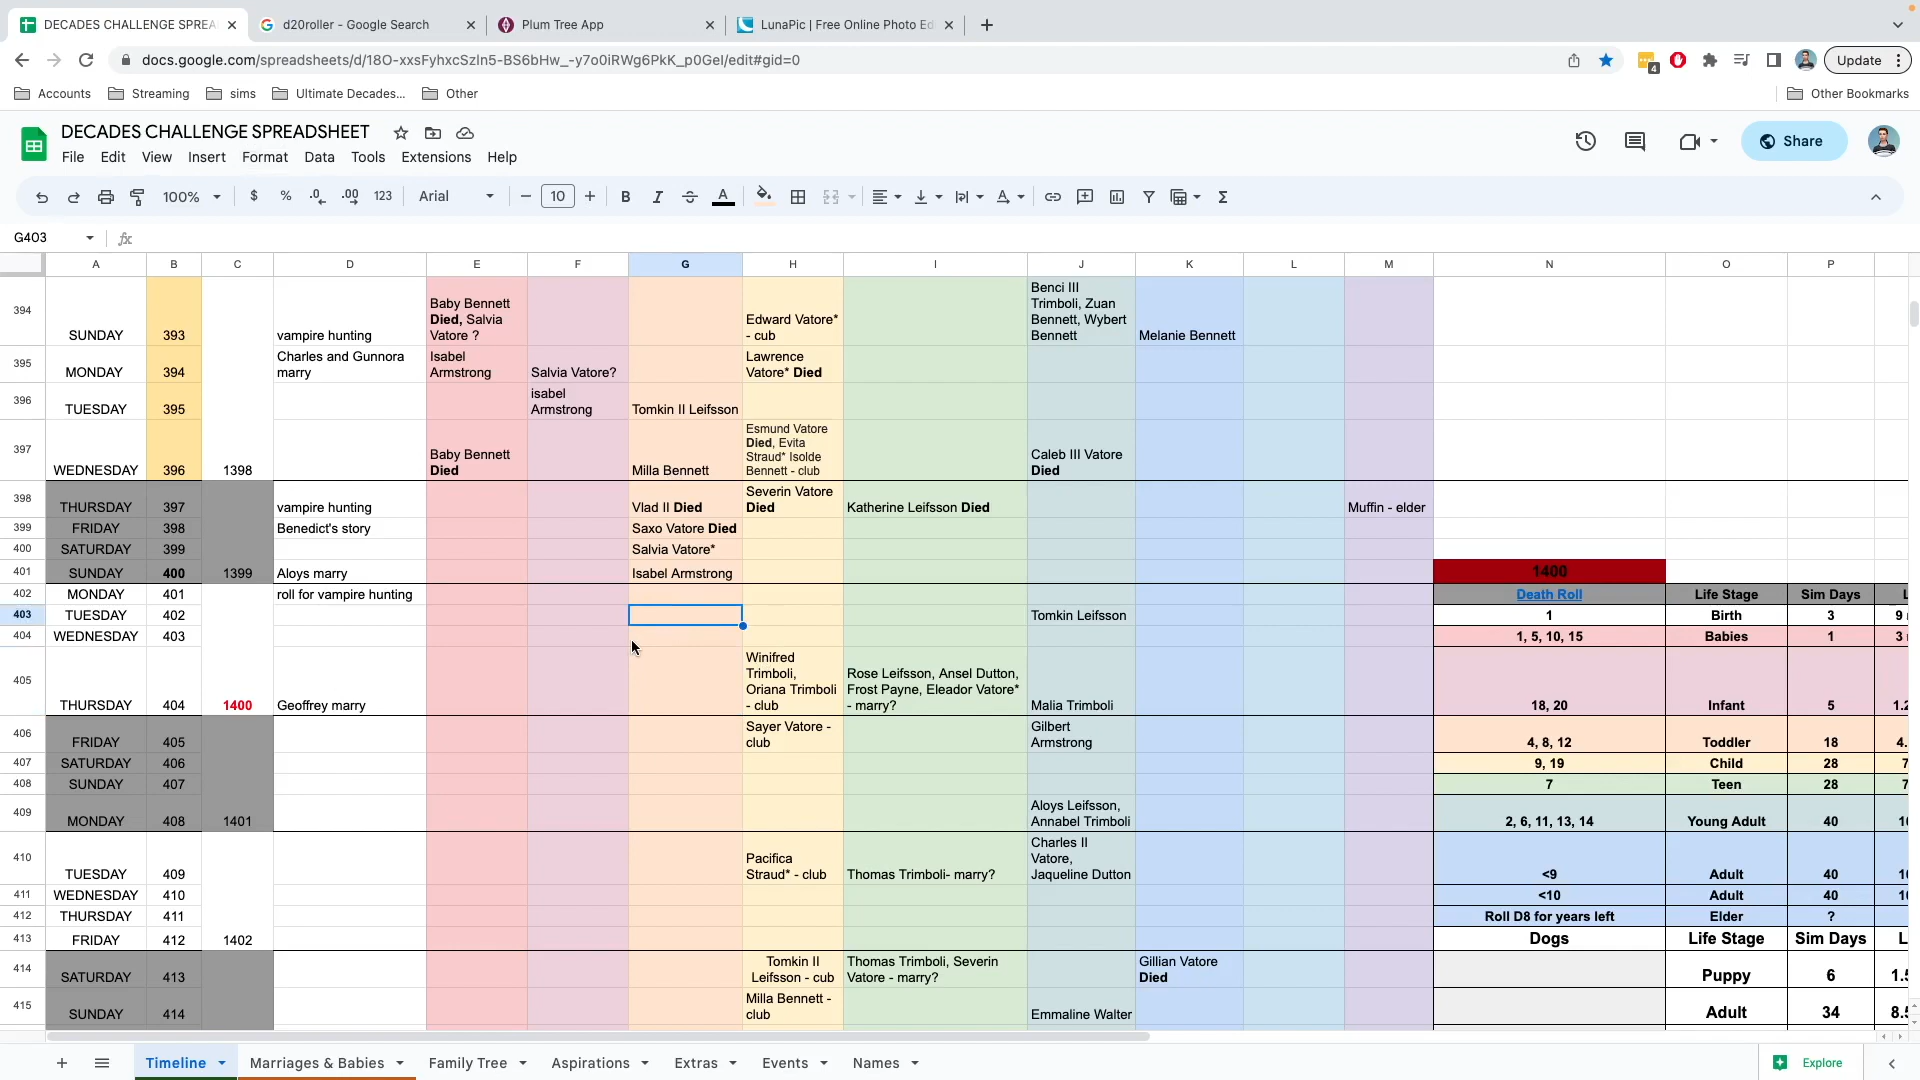 DECADES CHALLENGE SPREA
d20roller - Google Search
Plum Tree App
LunaPic | Free Online Photo Ed
docs.google.com/spreadsheets/d/18O-xxsFyhxcSzln5-BS6bHw_-y7o0iRWg6PkK_p0GeI/edit#gid=0
4
Update
Accounts
Streaming
sims
Ultimate Decades...
Other
Other Bookmarks
DECADES CHALLENGE SPREADSHEET
File Edit View Insert Format Data Tools Extensions Help
Share
100%
$ % .0 .00 123
Arial
10
B I S A
G403
fx
A B C D E F G H I J K L M N O P
394
SUNDAY
393
vampire hunting
Baby Bennett
Died, Salvia
Vatore ?
Edward Vatore*
- cub
Benci III
Trimboli, Zuan
Bennett, Wybert
Bennett
Melanie Bennett
395
MONDAY
394
Charles and Gunnora
marry
Isabel
Armstrong
Salvia Vatore?
Lawrence
Vatore* Died
396
TUESDAY
395
isabel
Armstrong
Tomkin II Leifsson
397
WEDNESDAY
396
1398
Baby Bennett
Died
Milla Bennett
Esmund Vatore
Died, Evita
Straud* Isolde
Bennett - club
Caleb III Vatore
Died
398
THURSDAY
397
vampire hunting
Vlad II Died
Severin Vatore
Died
Katherine Leifsson Died
Muffin - elder
399
FRIDAY
398
Benedict's story
Saxo Vatore Died
400
SATURDAY
399
Salvia Vatore*
401
SUNDAY
400
1399
Aloys marry
Isabel Armstrong
1400
402
MONDAY
401
roll for vampire hunting
Death Roll
Life Stage
Sim Days
L
403
TUESDAY
402
Tomkin Leifsson
1
Birth
3
9
404
WEDNESDAY
403
1, 5, 10, 15
Babies
1
3
405
THURSDAY
404
1400
Geoffrey marry
Winifred
Trimboli,
Oriana Trimboli
- club
Rose Leifsson, Ansel Dutton,
Frost Payne, Eleador Vatore*
- marry?
Malia Trimboli
18, 20
Infant
5
1.2
406
FRIDAY
405
Sayer Vatore -
club
Gilbert
Armstrong
4, 8, 12
Toddler
18
4.
407
SATURDAY
406
9, 19
Child
28
7
408
SUNDAY
407
7
Teen
28
7
409
MONDAY
408
1401
Aloys Leifsson,
Annabel Trimboli
2, 6, 11, 13, 14
Young Adult
40
10
410
TUESDAY
409
Pacifica
Straud* - club
Thomas Trimboli- marry?
Charles II
Vatore,
Jaqueline Dutton
<9
Adult
40
10
411
WEDNESDAY
410
<10
Adult
40
10
412
THURSDAY
411
Roll D8 for years left
Elder
?
413
FRIDAY
412
1402
Dogs
Life Stage
Sim Days
L
414
SATURDAY
413
Tomkin II
Leifsson - cub
Thomas Trimboli, Severin
Vatore - marry?
Gillian Vatore
Died
Puppy
6
1.5
415
SUNDAY
414
Milla Bennett -
club
Emmaline Walter
Adult
34
8.5
Timeline
Marriages & Babies
Family Tree
Aspirations
Extras
Events
Names
Explore